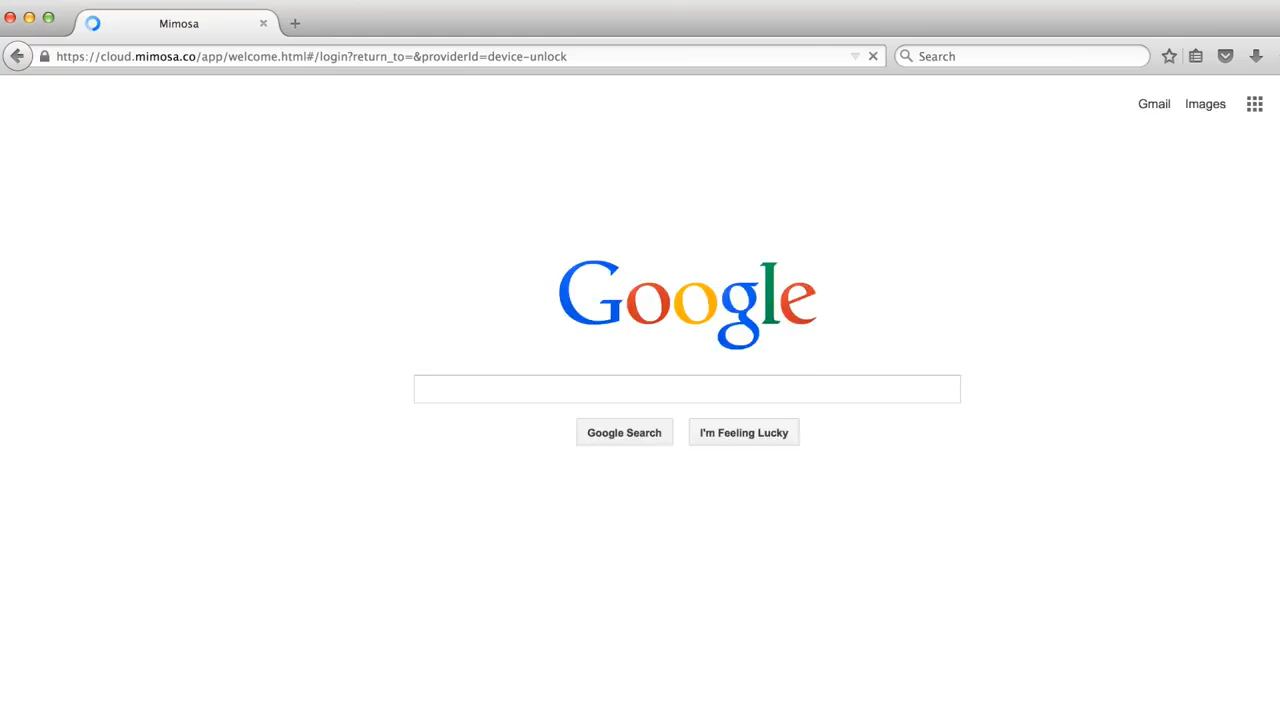 Mimosa
https://cloud.mimosa.co/app/welcome.html#/login?return_to=&providerId=device-unlock
Search
Gmail Images
Google
Google Search I'm Feeling Lucky